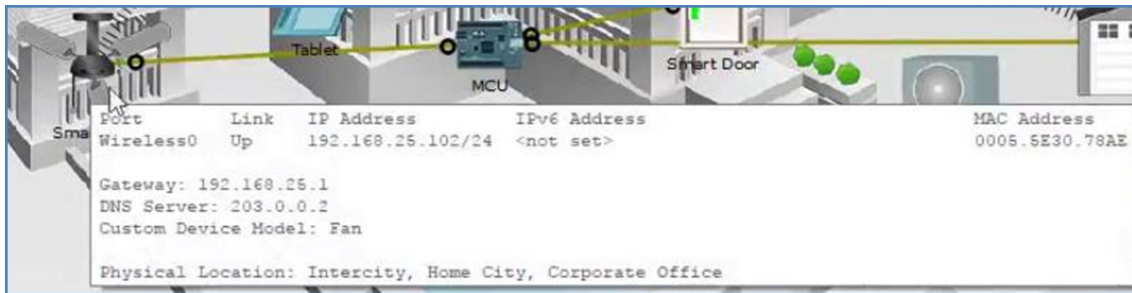 Tablet
MCU
Smart Door
Sma
Port Link IP Address IPv6 Address MAC Address
Wireless0 Up 192.168.25.102/24 <not set> 0005.5E30.78AE
Gateway: 192.168.25.1
DNS Server: 203.0.0.2
Custom Device Model: Fan
Physical Location: Intercity, Home City, Corporate Office